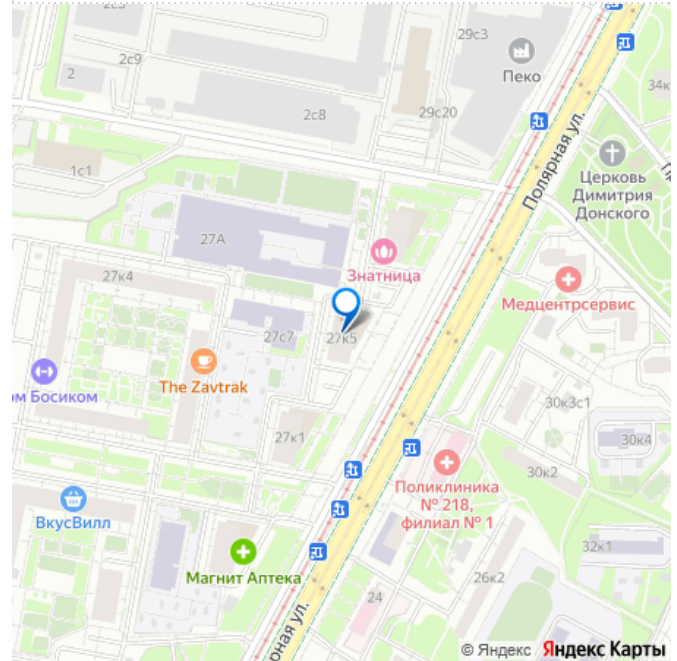 29с3
2с9
2
Пеко
34к
2с8
29с20
Полярная ул.
1с1
Церковь
Димитрия
Донского
27А
Знатница
27к4
Медцентрсервис
27с7
27к5
The Zavtrak
ом Босиком
30к3с1
27к1
30к4
30к2
Поликлиника
№ 218,
филиал № 1
ВкусВилл
32к1
Магнит Аптека
26к2
24
рная ул.
© Яндекс Яндекс Карты